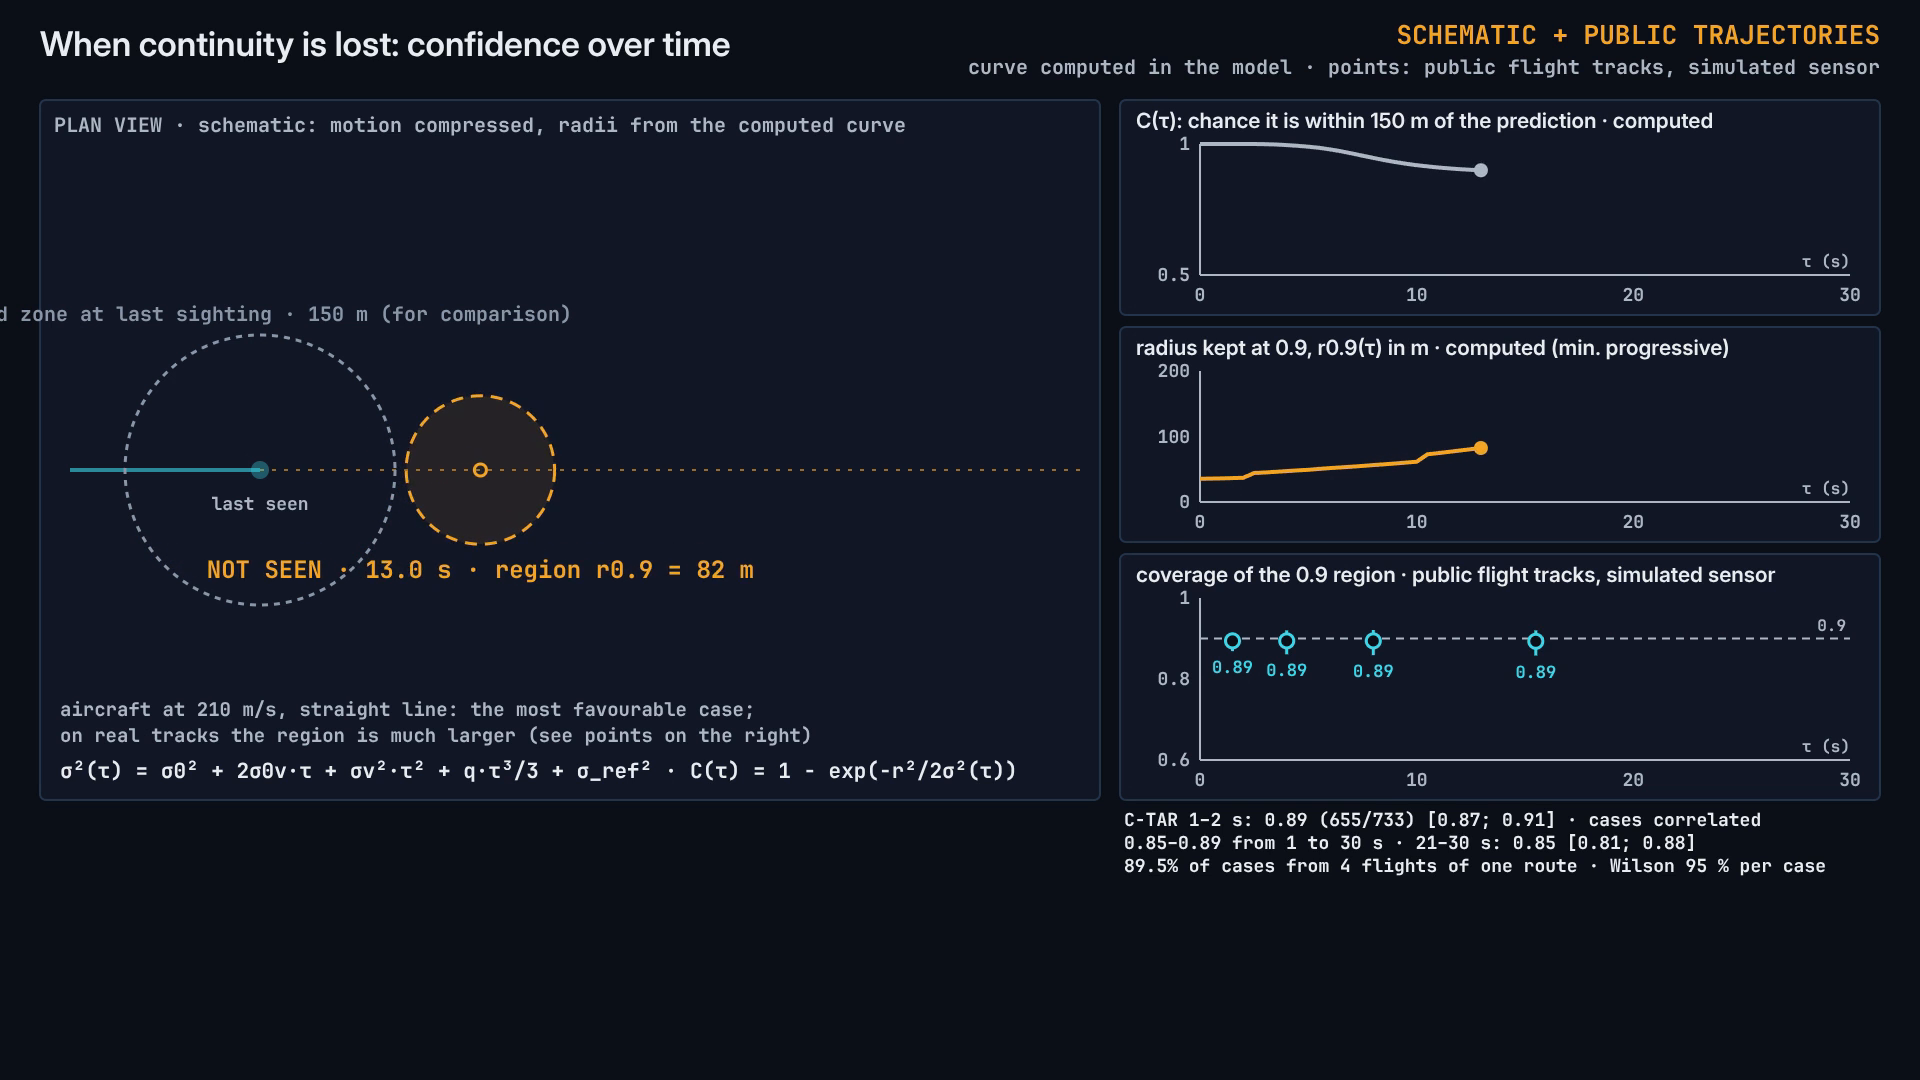 When continuity is lost: confidence over time
SCHEMATIC + PUBLIC TRAJECTORIES
curve computed in the model · points: public flight tracks, simulated sensor
PLAN VIEW · schematic: motion compressed, radii from the computed curve
zone at last sighting · 150 m (for comparison)
last seen
NOT SEEN · 13.0 s · region r0.9 = 82 m
aircraft at 210 m/s, straight line: the most favourable case;
on real tracks the region is much larger (see points on the right)
σ²(τ) = σ0² + 2σ0v·τ + σv²·τ² + q·τ³/3 + σ_ref² · C(τ) = 1 - exp(-r²/2σ²(τ))
C(τ): chance it is within 150 m of the prediction · computed
1
0.5
τ (s)
0 10 20 30
radius kept at 0.9, r0.9(τ) in m · computed (min. progressive)
200
100
0
τ (s)
0 10 20 30
coverage of the 0.9 region · public flight tracks, simulated sensor
1
0.9
0.89 0.89 0.89 0.89
0.8
τ (s)
0.6
0 10 20 30
C-TAR 1–2 s: 0.89 (655/733) [0.87; 0.91] · cases correlated
0.85–0.89 from 1 to 30 s · 21–30 s: 0.85 [0.81; 0.88]
89.5% of cases from 4 flights of one route · Wilson 95 % per case